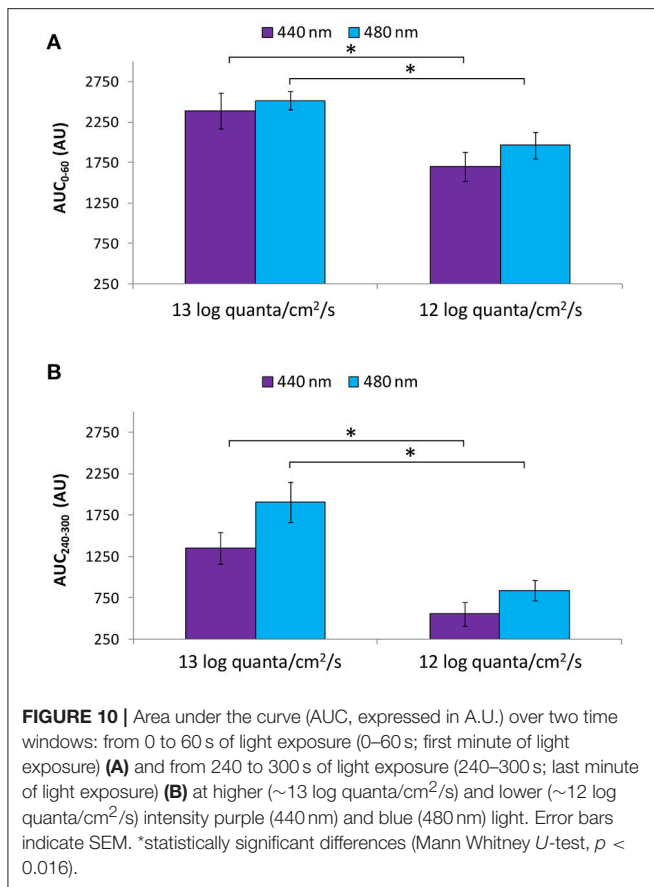 A
440 nm 480 nm
* 
*
AUC0-60 (AU)
2750
2250
1750
1250
750
250
13 log quanta/cm²/s 12 log quanta/cm²/s
B
440 nm 480 nm
*
*
AUC240-300 (AU)
2750
2250
1750
1250
750
250
13 log quanta/cm²/s 12 log quanta/cm²/s
FIGURE 10 | Area under the curve (AUC, expressed in A.U.) over two time
windows: from 0 to 60 s of light exposure (0–60 s; first minute of light
exposure) (A) and from 240 to 300 s of light exposure (240–300 s; last minute
of light exposure) (B) at higher (∼13 log quanta/cm²/s) and lower (∼12 log
quanta/cm²/s) intensity purple (440 nm) and blue (480 nm) light. Error bars
indicate SEM. *statistically significant differences (Mann Whitney U-test, p <
0.016).